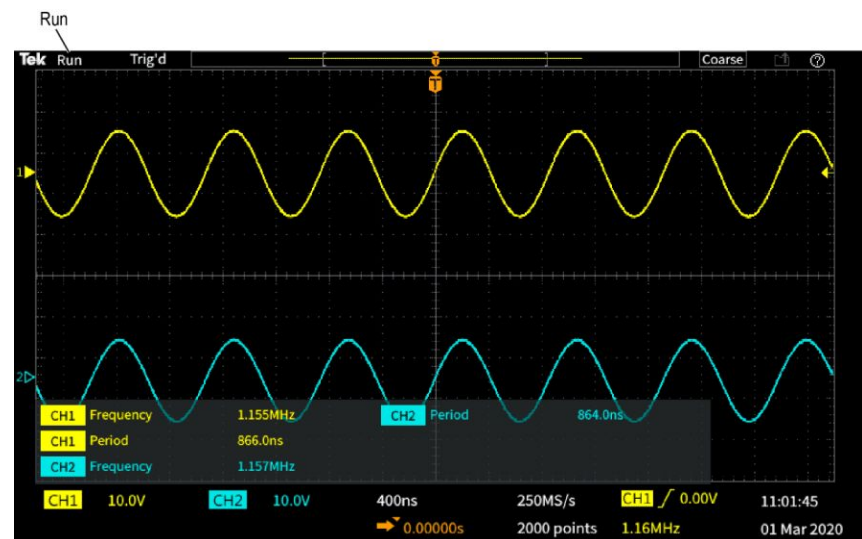 Run
Tek Run Trig'd T Coarse ?
T
1
2
CH1 Frequency 1.155MHz CH2 Period 864.0ns
CH1 Period 866.0ns
CH2 Frequency 1.157MHz
CH1 10.0V CH2 10.0V 400ns 250MS/s CH1 0.00V 11:01:45
0.00000s 2000 points 1.16MHz 01 Mar 2020